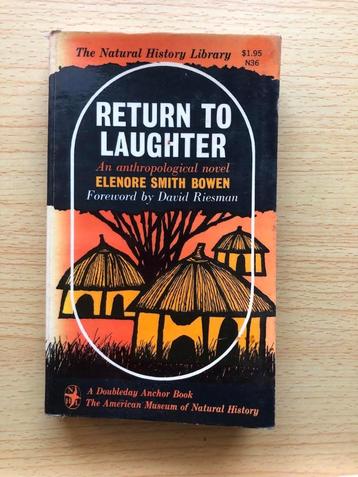 The Natural History Library
$1.95
N36
RETURN TO
LAUGHTER
An anthropological novel
ELENORE SMITH BOWEN
Foreword by David Riesman
A Doubleday Anchor Book
The American Museum of Natural History